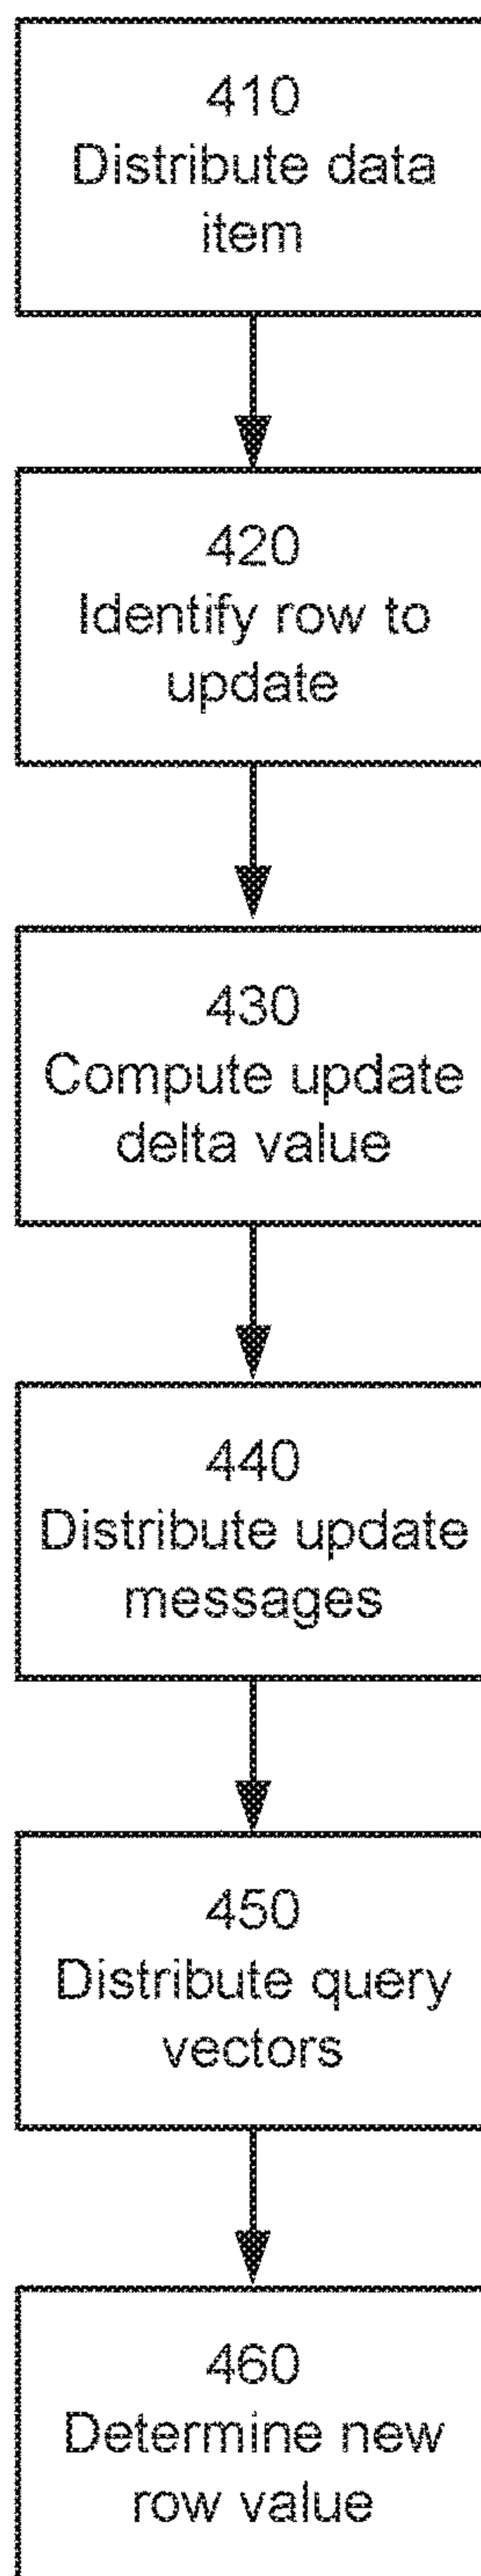 410
Distribute data
item
420
Identify row to
update
430
Compute update
delta value
440
Distribute update
messages
450
Distribute query
vectors
460
Determine new
row value